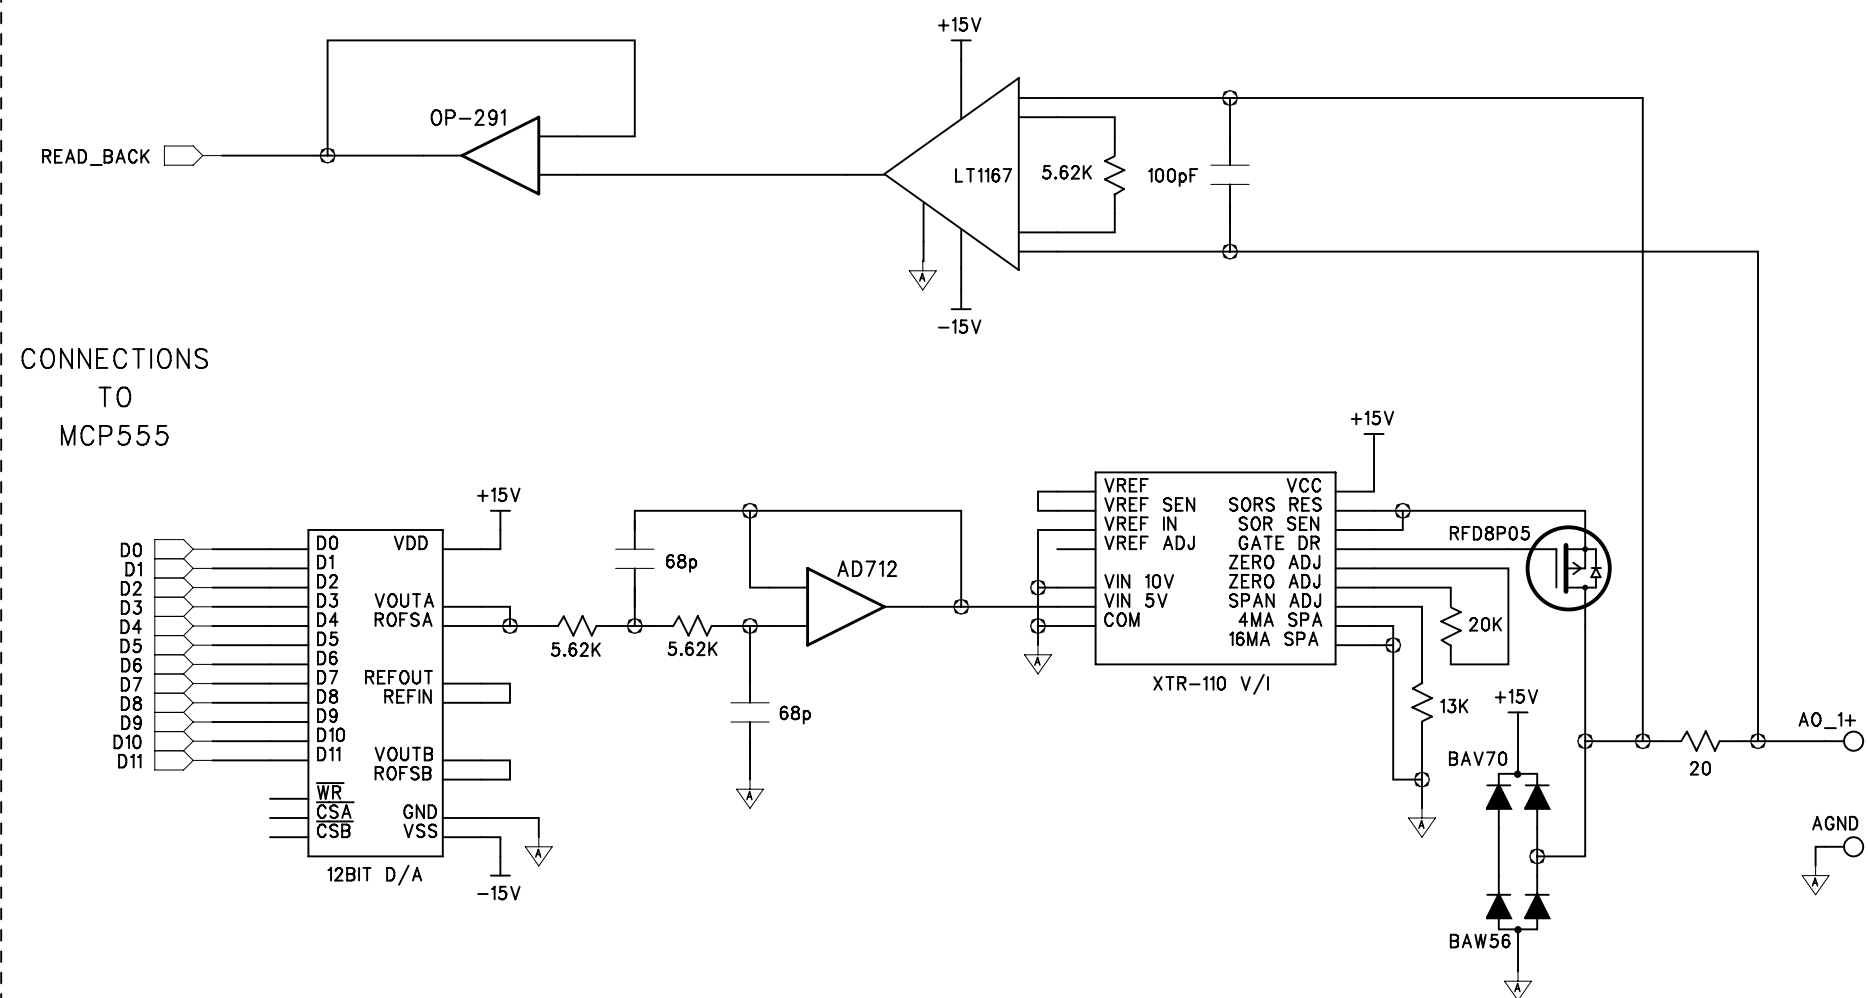 +15V
OP-291
READ_BACK
LT1167
5.62K
100pF
A
-15V
CONNECTIONS
TO
MCP555
+15V
D0
D1
D2
D3
D4
D5
D6
D7
D8
D9
D10
D11
D0
D1
D2
D3
D4
D5
D6
D7
D8
D9
D10
D11
WR
CSA
CSB
VDD
VOUTA
ROFSA
REFOUT
REFIN
VOUTB
ROFSB
GND
VSS
12BIT D/A
A
-15V
5.62K
68p
5.62K
68p
A
AD712
A
VREF
VREF SEN
VREF IN
VREF ADJ
VIN 10V
VIN 5V
COM
VCC
SORS RES
SOR SEN
GATE DR
ZERO ADJ
ZERO ADJ
SPAN ADJ
4MA SPA
16MA SPA
XTR-110 V/I
+15V
RFD8P05
20K
13K
A
+15V
BAV70
BAW56
A
20
AO_1+
AGND
A